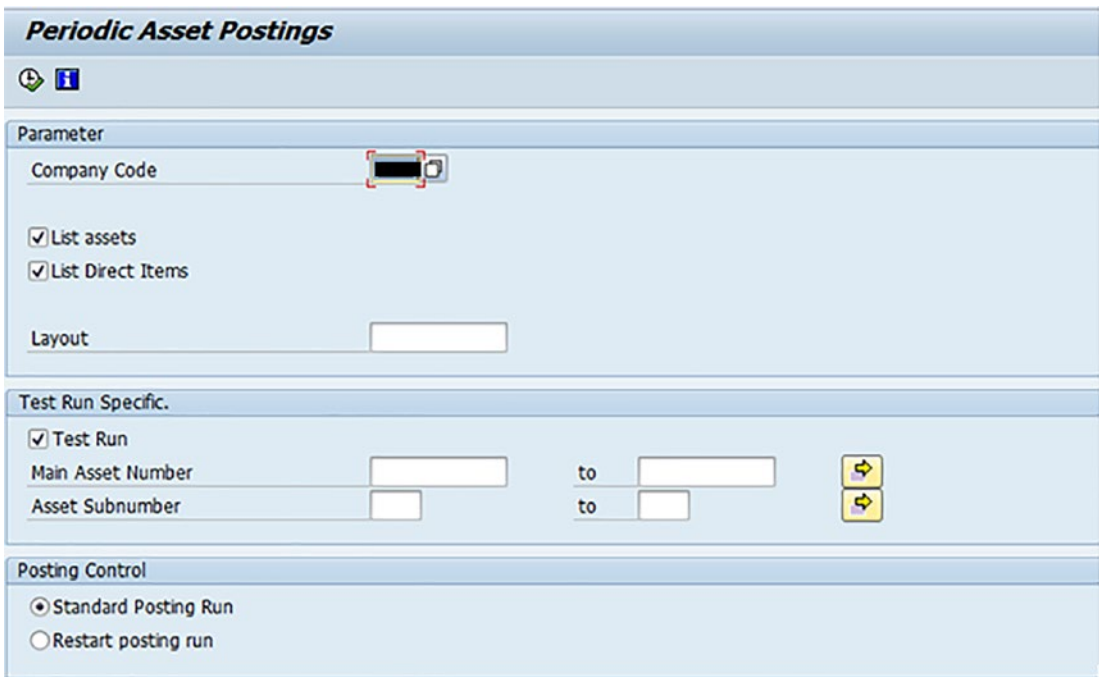 Periodic Asset Postings
Parameter
Company Code
List assets
List Direct Items
Layout
Test Run Specific.
Test Run
Main Asset Number to
Asset Subnumber to
Posting Control
Standard Posting Run
Restart posting run